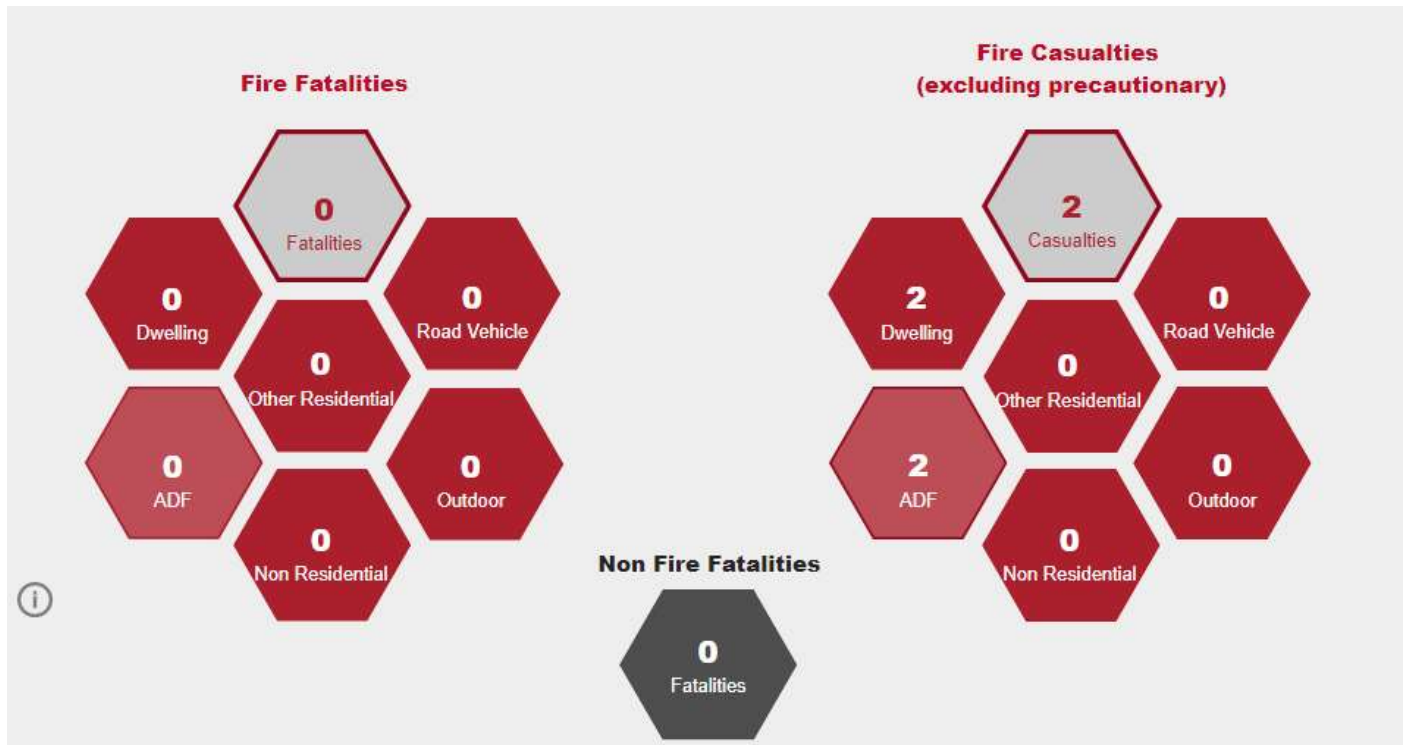 Fire Fatalities
0
Fatalities
0
Dwelling
0
Road Vehicle
0
Other Residential
0
ADF
0
Outdoor
0
Non Residential
Fire Casualties
(excluding precautionary)
2
Casualties
2
Dwelling
0
Road Vehicle
0
Other Residential
2
ADF
0
Outdoor
0
Non Residential
Non Fire Fatalities
0
Fatalities
i